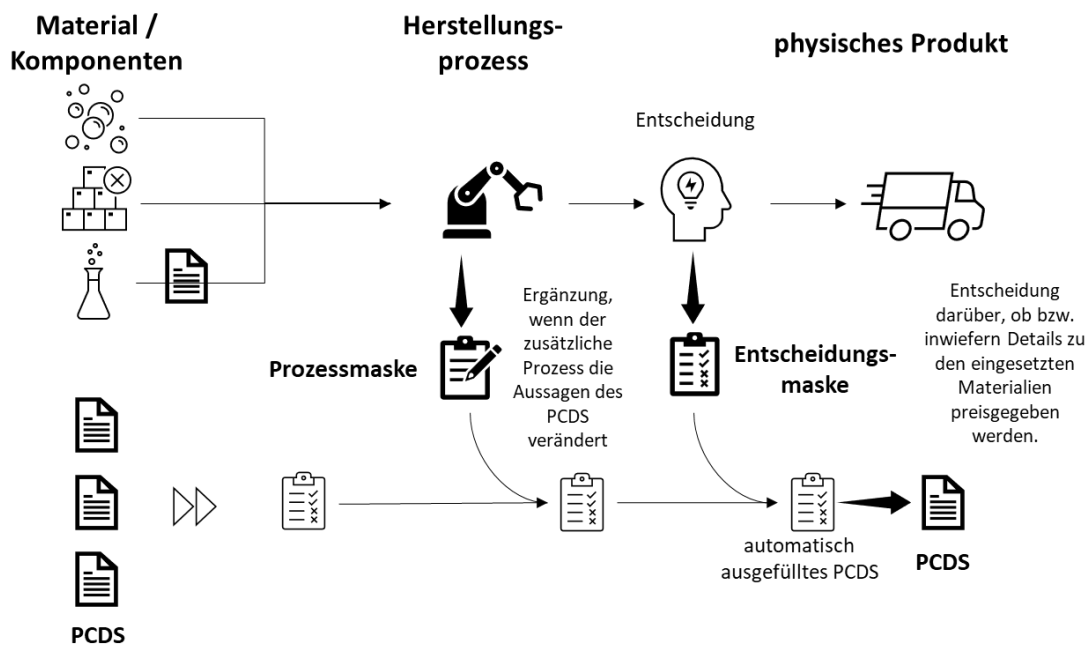 Material /
Komponenten
Herstellungs-
prozess
physisches Produkt
Entscheidung
Prozessmaske
Ergänzung,
wenn der
zusätzliche
Prozess die
Aussagen des
PCDS
verändert
Entscheidungs-
maske
Entscheidung
darüber, ob bzw.
inwiefern Details zu
den eingesetzten
Materialien
preisgegeben
werden.
automatisch
ausgefülltes PCDS
PCDS
PCDS